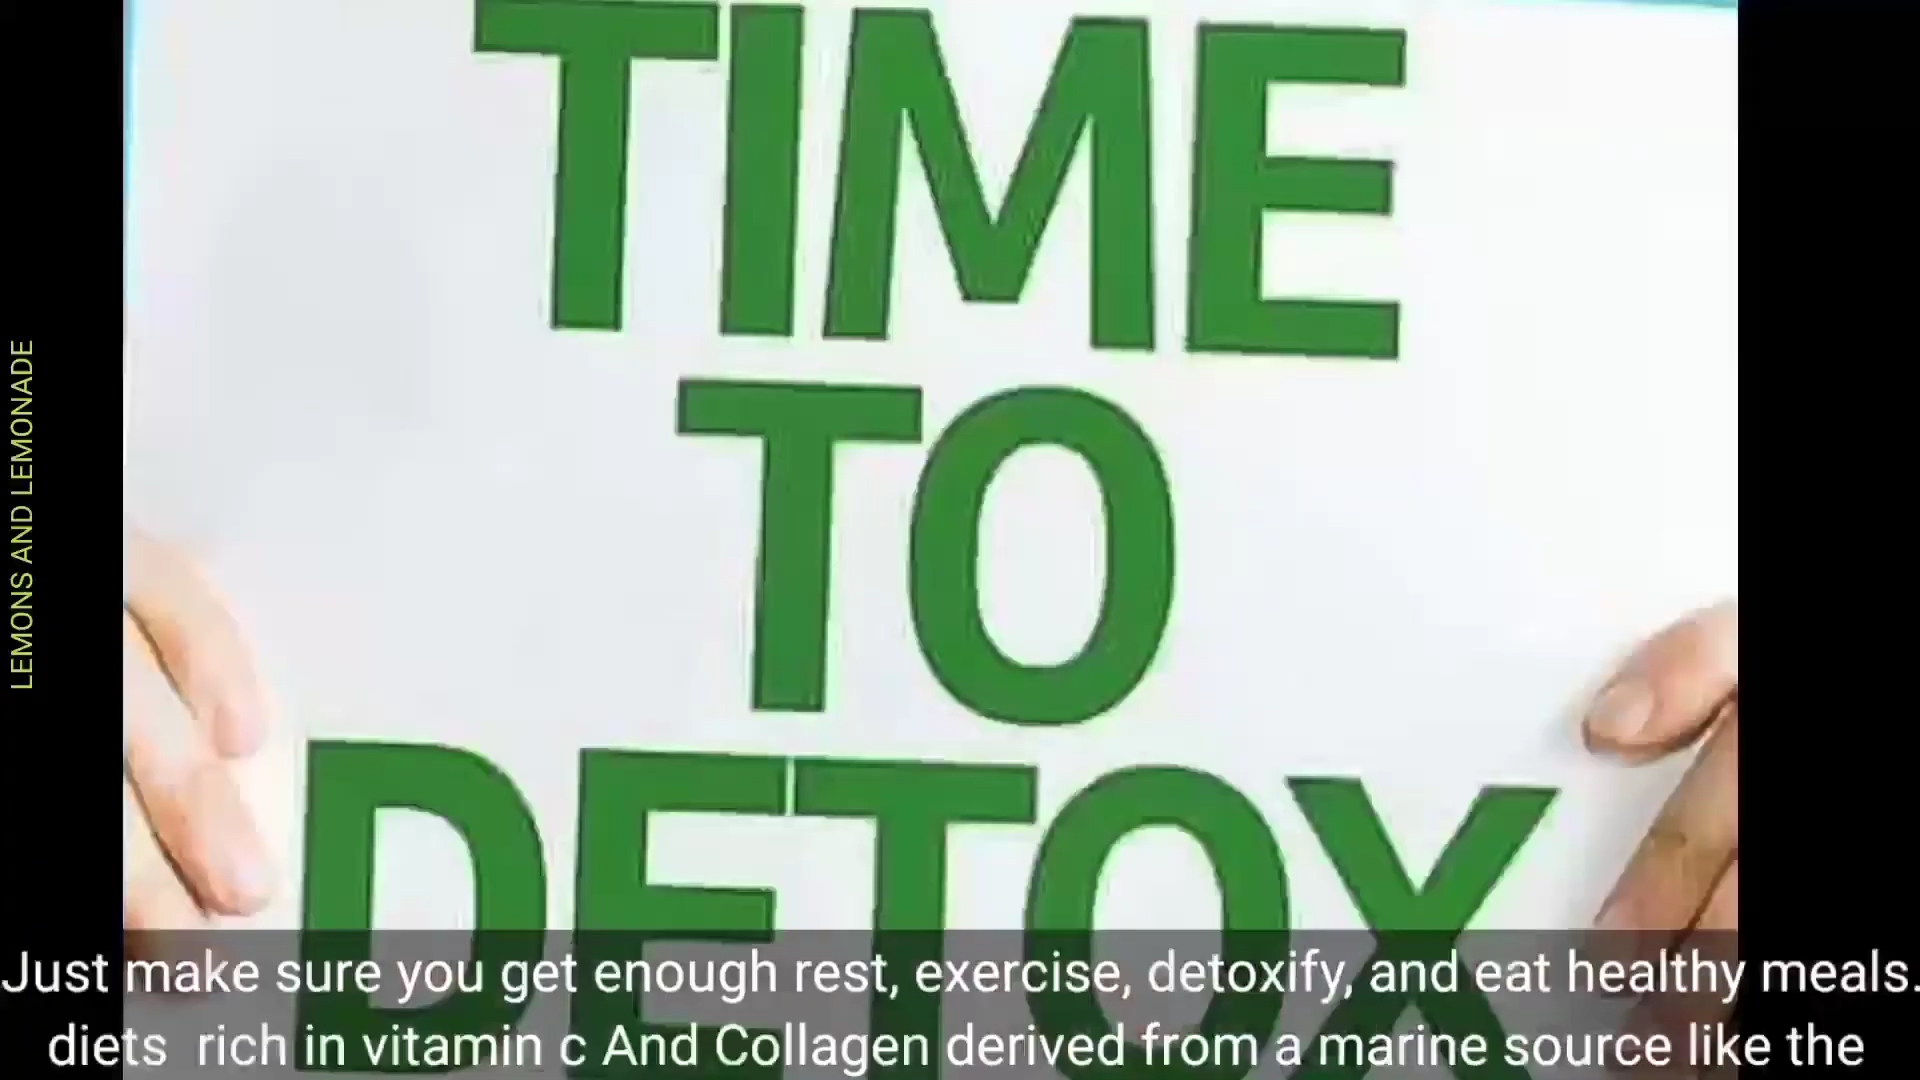 TIME
TO
DETOX
LEMONS AND LEMONADE
Just make sure you get enough rest, exercise, detoxify, and eat healthy meals.
diets  rich in vitamin c And Collagen derived from a marine source like the